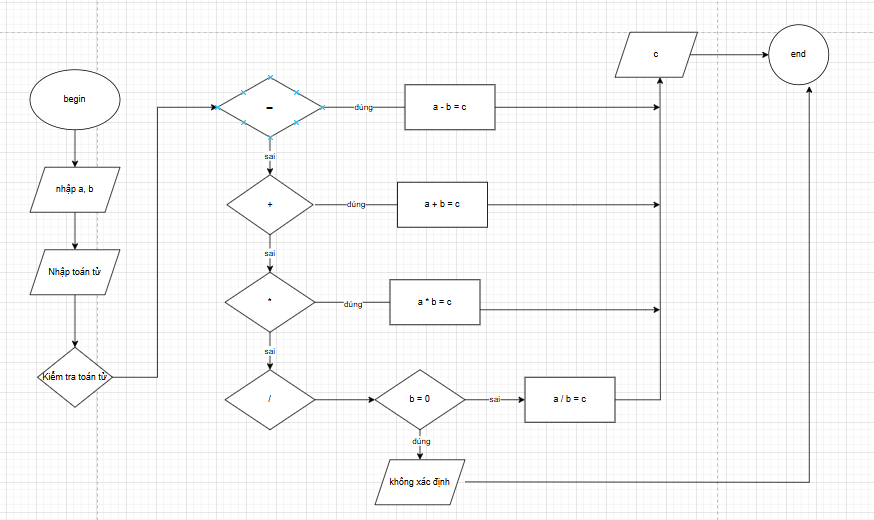 begin
nhập a, b
Nhập toán tử
Kiểm tra toán tử
-
đúng
a - b = c
sai
+
đúng
a + b = c
sai
*
đúng
a * b = c
sai
/
b = 0
sai
a / b = c
đúng
không xác định
c
end